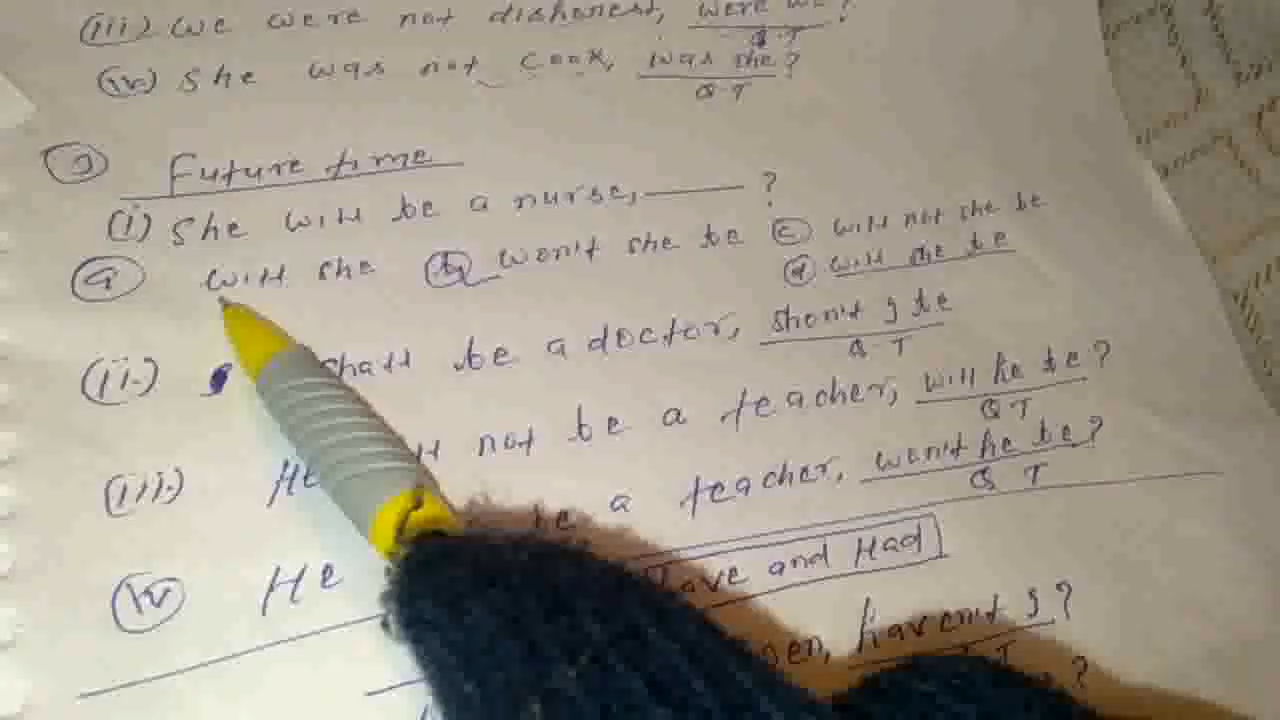 (iii) We were not dishonest, were we?
Q.T
(iv) She was not cook, was she?
Q.T
Future time
(i) She will be a nurse, ______ ?
(a) will she (b) won't she be (c) will not she be
(d) will she be
(ii) shall be a doctor, shan't I be
Q.T
(iii) He not be a teacher, will he be?
Q T
(iv) He be a teacher, won't he be?
Q T
Have and Had
haven't I?
?